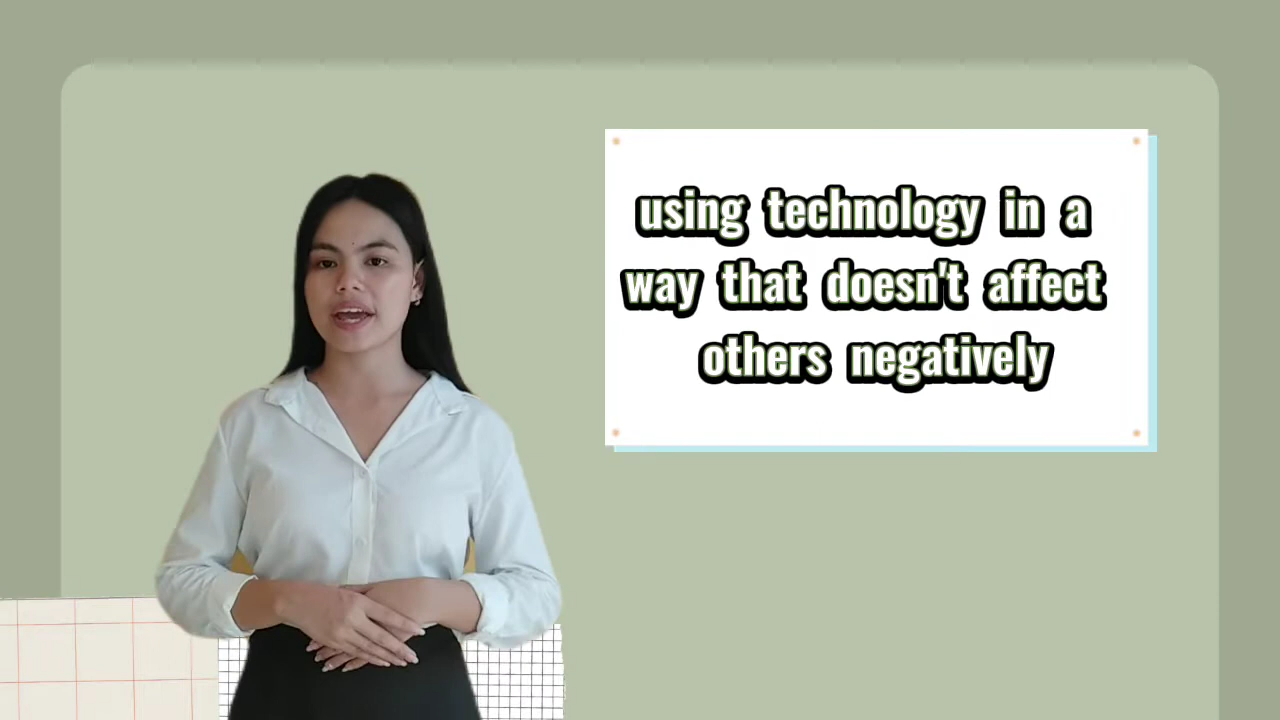 using technology in a
way that doesn't affect
others negatively